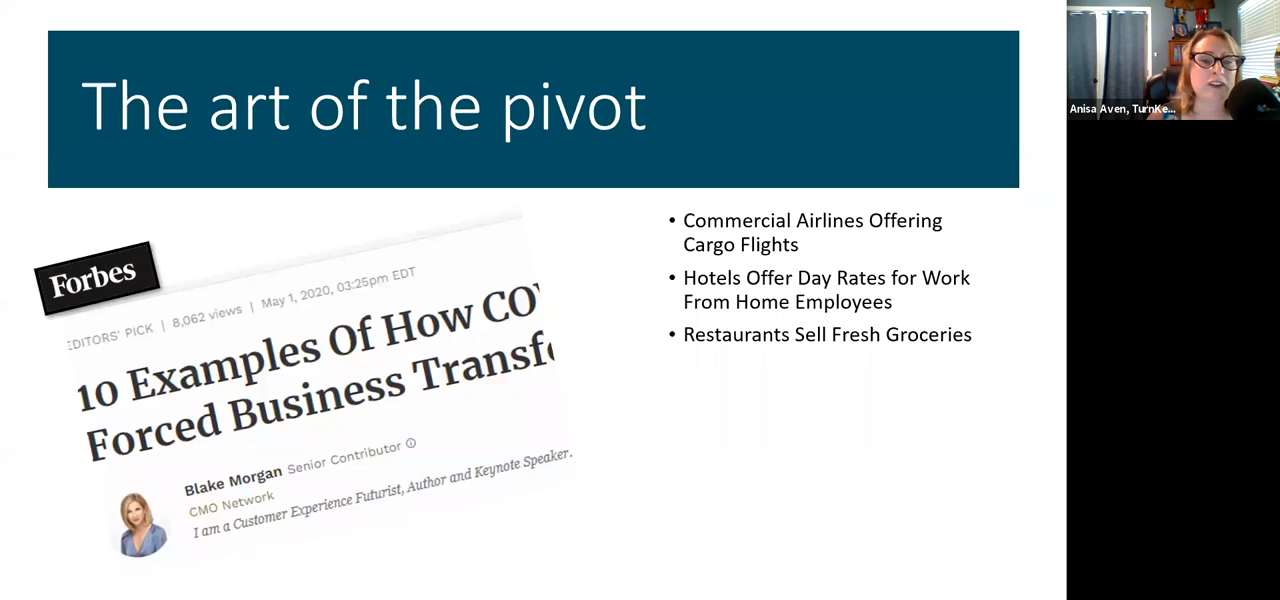 The art of the pivot
Forbes
EDITORS' PICK | 8,062 views | May 1, 2020, 03:25pm EDT
10 Examples Of How CO
Forced Business Transf
Blake Morgan Senior Contributor
CMO Network
I am a Customer Experience Futurist, Author and Keynote Speaker.
• Commercial Airlines Offering
Cargo Flights
• Hotels Offer Day Rates for Work
From Home Employees
• Restaurants Sell Fresh Groceries
Anisa Aven, TurnKe...